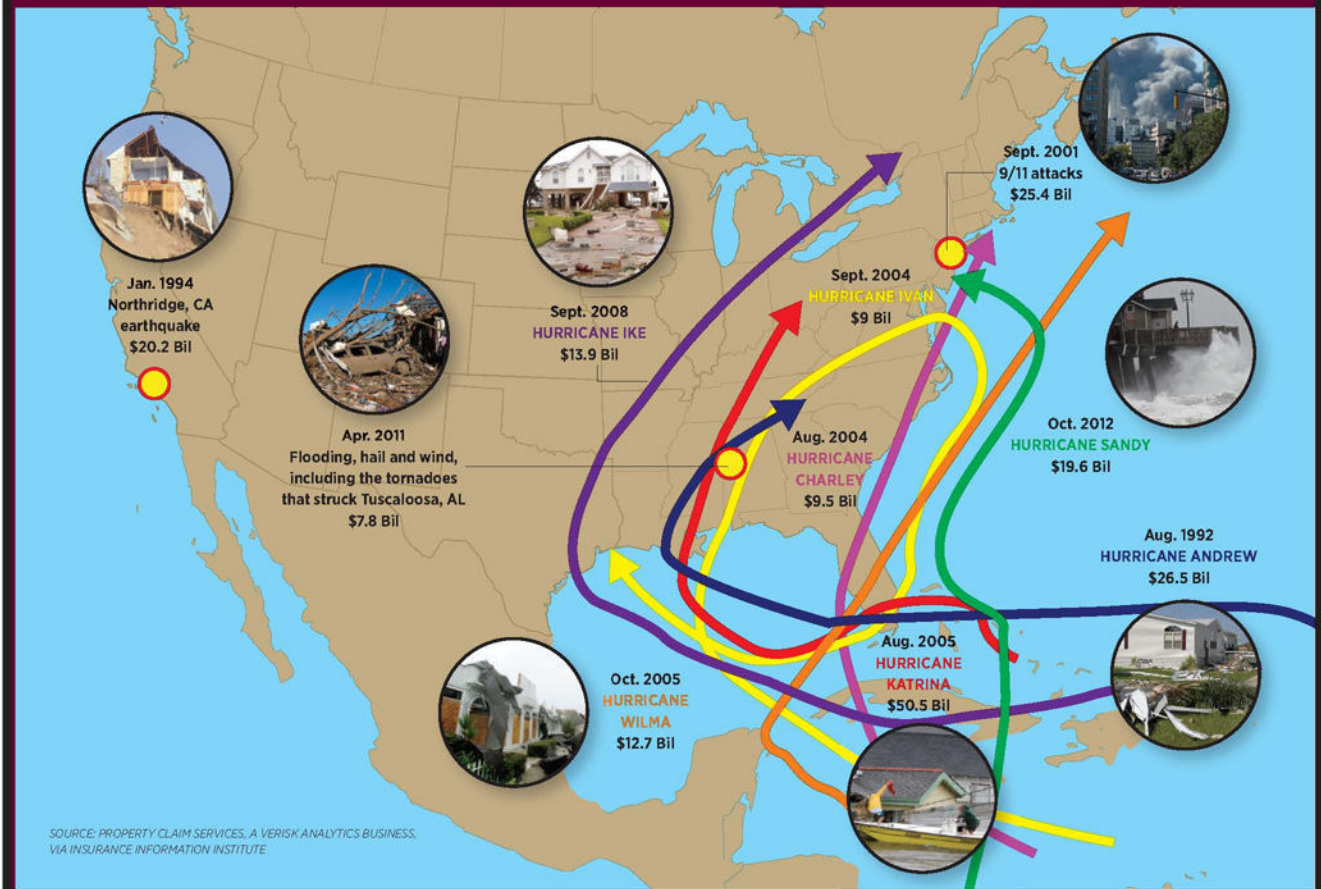 Jan. 1994
Northridge, CA
earthquake
$20.2 Bil
Apr. 2011
Flooding, hail and wind,
including the tornadoes
that struck Tuscaloosa, AL
$7.8 Bil
Sept. 2008
HURRICANE IKE
$13.9 Bil
Sept. 2001
9/11 attacks
$25.4 Bil
Sept. 2004
HURRICANE IVAN
$9 Bil
Aug. 2004
HURRICANE
CHARLEY
$9.5 Bil
Oct. 2012
HURRICANE SANDY
$19.6 Bil
Aug. 1992
HURRICANE ANDREW
$26.5 Bil
Aug. 2005
HURRICANE
KATRINA
$50.5 Bil
Oct. 2005
HURRICANE
WILMA
$12.7 Bil
SOURCE: PROPERTY CLAIM SERVICES, A VERISK ANALYTICS BUSINESS,
VIA INSURANCE INFORMATION INSTITUTE